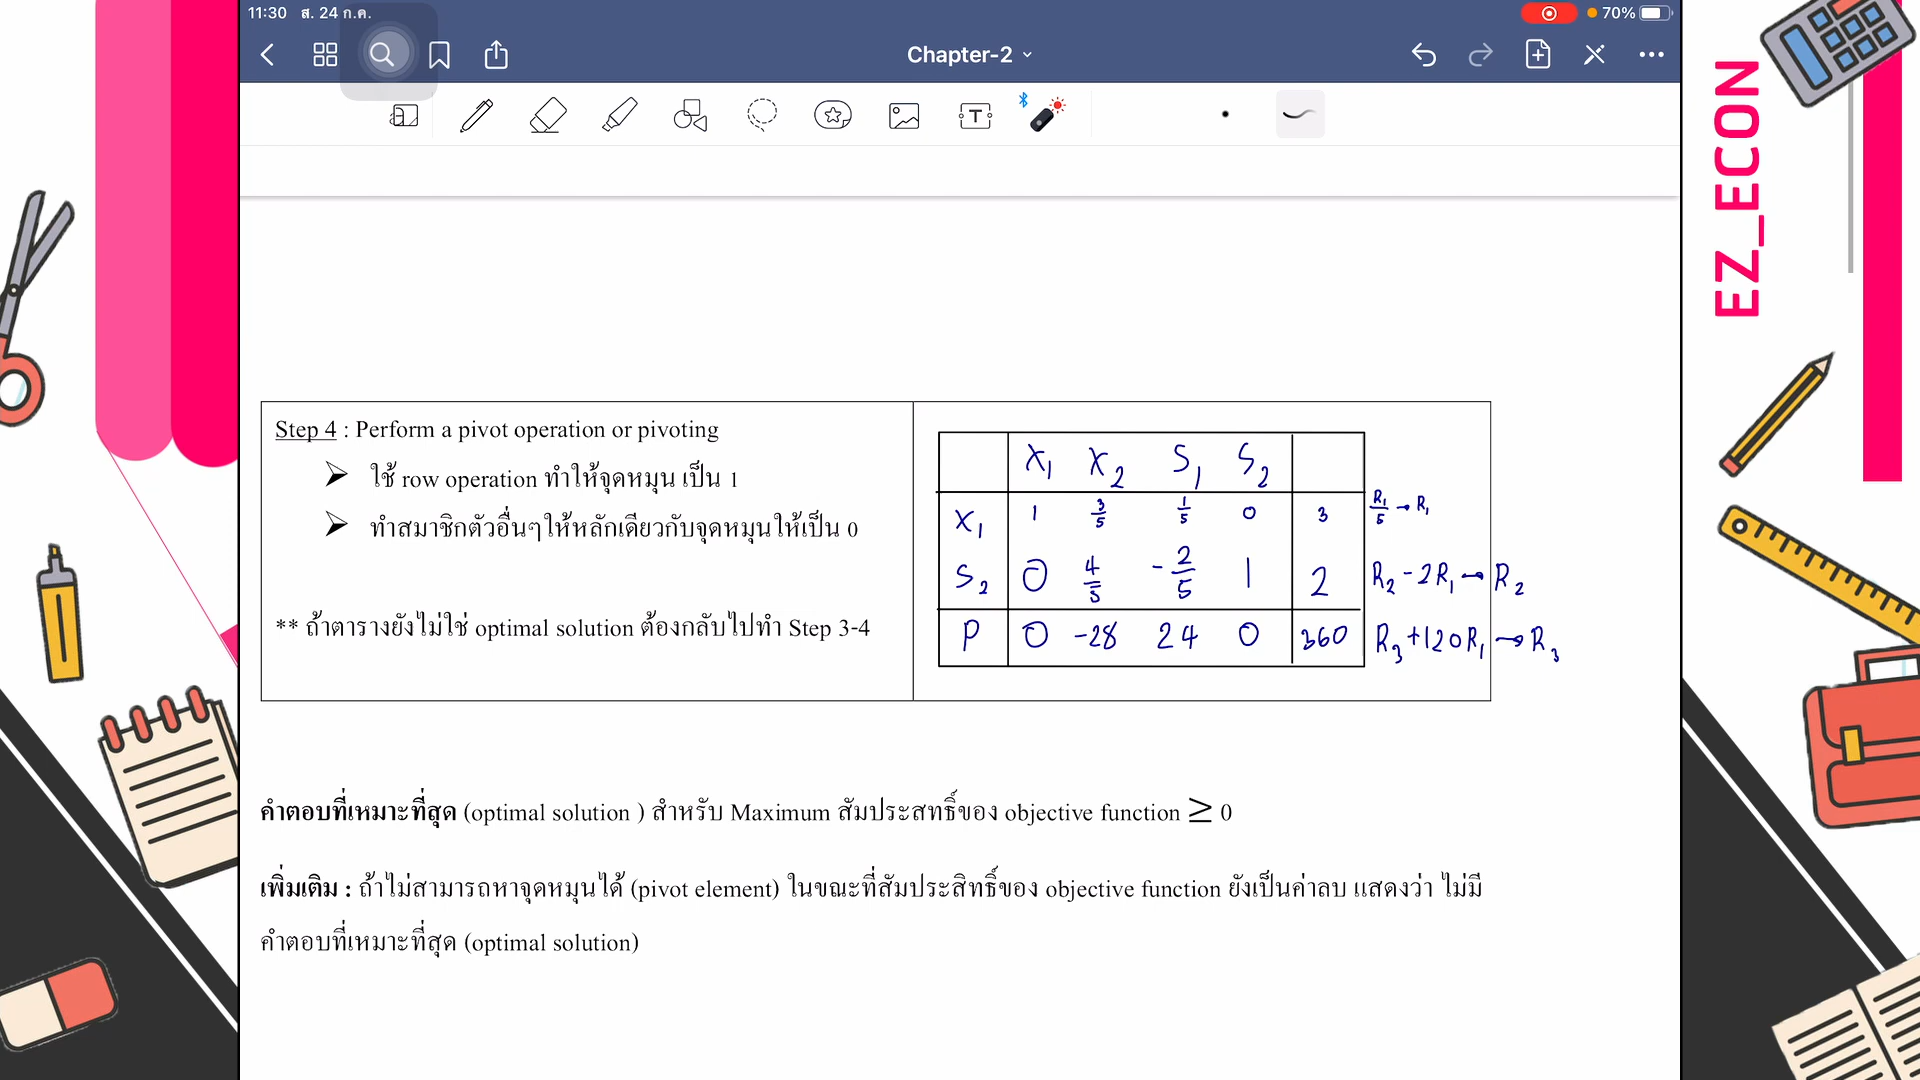 11:30 ส. 24 ก.ค.
70%
Chapter-2
EZ_ECON
Step 4 : Perform a pivot operation or pivoting
➤ ใช้ row operation ทำให้จุดหมุน เป็น 1
➤ ทำสมาชิกตัวอื่นๆให้หลักเดียวกับจุดหมุนให้เป็น 0
** ถ้าตารางยังไม่ใช่ optimal solution ต้องกลับไปทำ Step 3-4
X₁ X₂ S₁ S₂
X₁ 1 3/5 1/5 0 3 R₁/5 → R₁
S₂ 0 4/5 -2/5 1 2 R₂ - 2R₁ → R₂
P 0 -28 24 0 360 R₃ + 120R₁ → R₃
คำตอบที่เหมาะที่สุด (optimal solution ) สำหรับ Maximum สัมประสทธิ์ของ objective function ≥ 0
เพิ่มเติม : ถ้าไม่สามารถหาจุดหมุนได้ (pivot element) ในขณะที่สัมประสิทธิ์ของ objective function ยังเป็นค่าลบ แสดงว่า ไม่มี
คำตอบที่เหมาะที่สุด (optimal solution)